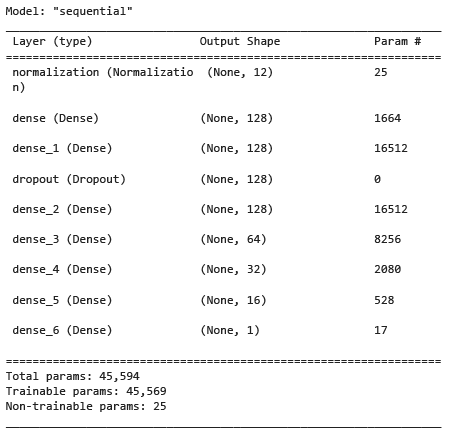 Model: "sequential"
Layer (type) Output Shape Param #
=================================================================
normalization (Normalizatio (None, 12) 25
n)
dense (Dense) (None, 128) 1664
dense_1 (Dense) (None, 128) 16512
dropout (Dropout) (None, 128) 0
dense_2 (Dense) (None, 128) 16512
dense_3 (Dense) (None, 64) 8256
dense_4 (Dense) (None, 32) 2080
dense_5 (Dense) (None, 16) 528
dense_6 (Dense) (None, 1) 17
=================================================================
Total params: 45,594
Trainable params: 45,569
Non-trainable params: 25